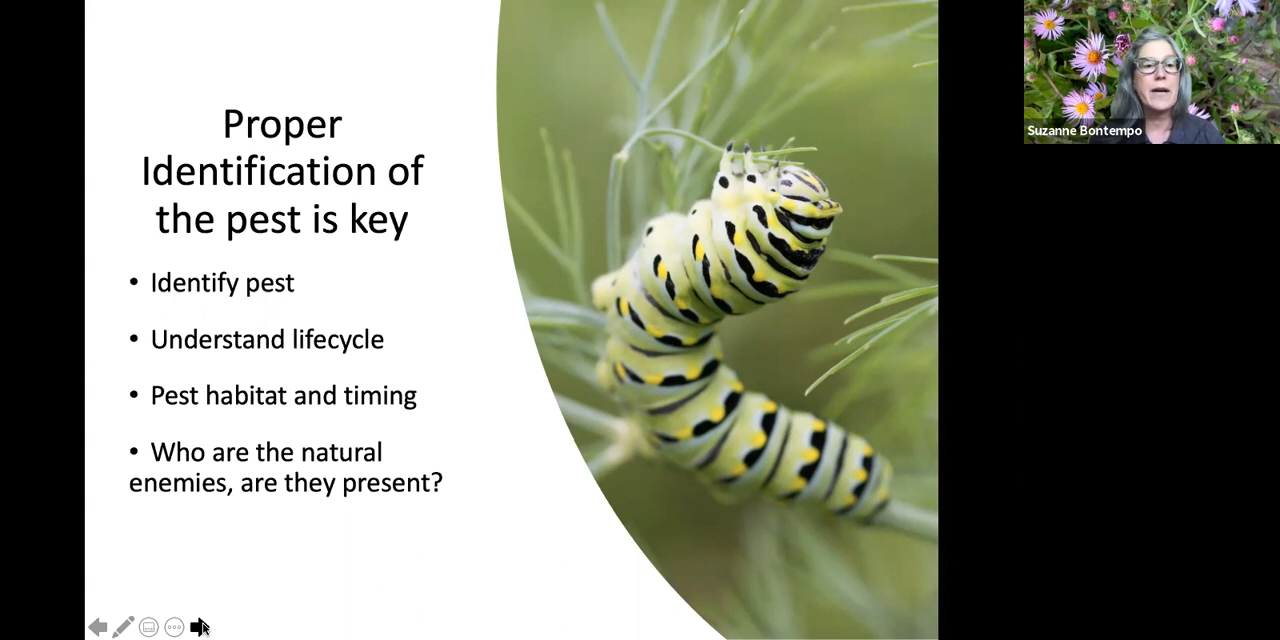 Proper
Identification of
the pest is key
• Identify pest
• Understand lifecycle
• Pest habitat and timing
• Who are the natural
enemies, are they present?
Suzanne Bontempo